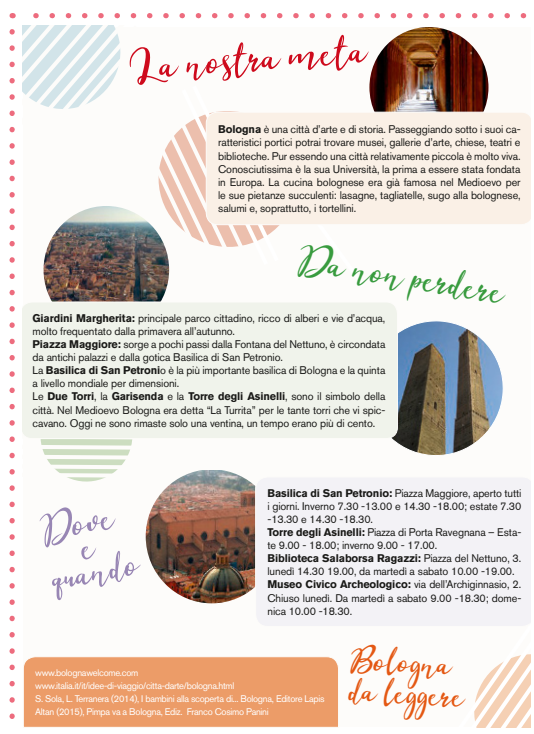 La nostra meta
Bologna è una città d'arte e di storia. Passeggiando sotto i suoi ca-
ratteristici portici potrai trovare musei, gallerie d'arte, chiese, teatri e
biblioteche. Pur essendo una città relativamente piccola è molto viva.
Conosciutissima è la sua Università, la prima a essere stata fondata
in Europa. La cucina bolognese era già famosa nel Medioevo per
le sue pietanze succulenti: lasagne, tagliatelle, sugo alla bolognese,
salumi e, soprattutto, i tortellini.
Da non perdere
Giardini Margherita: principale parco cittadino, ricco di alberi e vie d'acqua,
molto frequentato dalla primavera all'autunno.
Piazza Maggiore: sorge a pochi passi dalla Fontana del Nettuno, è circondata
da antichi palazzi e dalla gotica Basilica di San Petronio.
La Basilica di San Petronio è la più importante basilica di Bologna e la quinta
a livello mondiale per dimensioni.
Le Due Torri, la Garisenda e la Torre degli Asinelli, sono il simbolo della
città. Nel Medioevo Bologna era detta "La Turrita" per le tante torri che vi spic-
cavano. Oggi ne sono rimaste solo una ventina, un tempo erano più di cento.
Dove
e
quando
Basilica di San Petronio: Piazza Maggiore, aperto tutti
i giorni. Inverno 7.30 -13.00 e 14.30 -18.00; estate 7.30
-13.30 e 14.30 -18.30.
Torre degli Asinelli: Piazza di Porta Ravegnana – Esta-
te 9.00 - 18.00; inverno 9.00 - 17.00.
Biblioteca Salaborsa Ragazzi: Piazza del Nettuno, 3.
lunedì 14.30 19.00, da martedì a sabato 10.00 -19.00.
Museo Civico Archeologico: via dell'Archiginnasio, 2.
Chiuso lunedì. Da martedì a sabato 9.00 -18.30; dome-
nica 10.00 -18.30.
www.bolognawelcome.com
www.italia.it/it/idee-di-viaggio/citta-darte/bologna.html
S. Sola, L. Terranera (2014), I bambini alla scoperta di... Bologna, Editore Lapis
Altan (2015), Pimpa va a Bologna, Ediz. Franco Cosimo Panini
Bologna
da leggere